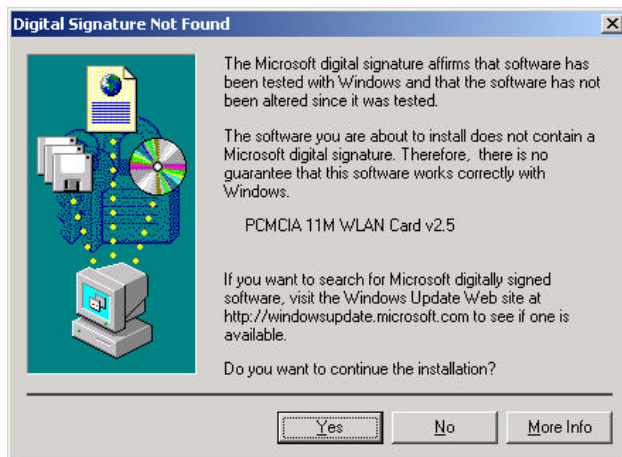 Digital Signature Not Found
The Microsoft digital signature affirms that software has
been tested with Windows and that the software has not
been altered since it was tested.
The software you are about to install does not contain a
Microsoft digital signature. Therefore, there is no
guarantee that this software works correctly with
Windows.
PCMCIA 11M WLAN Card v2.5
If you want to search for Microsoft digitally signed
software, visit the Windows Update Web site at
http://windowsupdate.microsoft.com to see if one is
available.
Do you want to continue the installation?
Yes
No
More Info